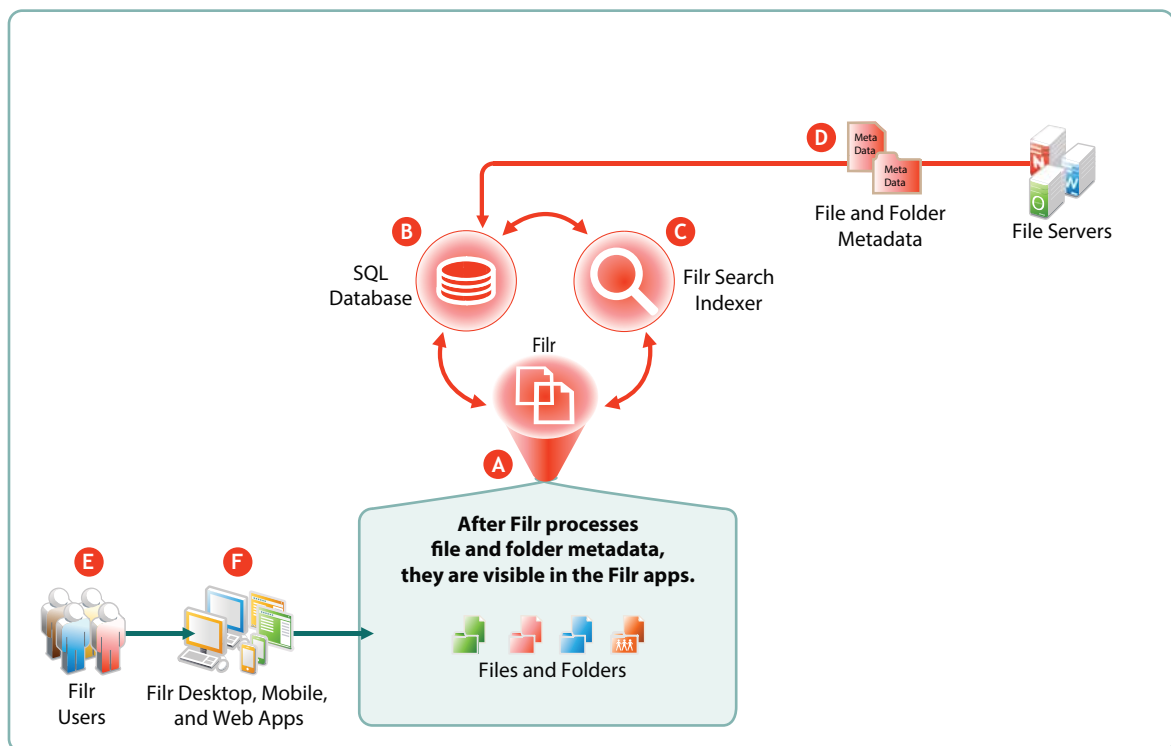 D
Meta
Data
Meta
Data
N
W
O
File and Folder
Metadata
File Servers
B
C
SQL
Database
Filr Search
Indexer
Filr
A
After Filr processes
file and folder metadata,
they are visible in the Filr apps.
E
F
Files and Folders
Filr
Users
Filr Desktop, Mobile,
and Web Apps